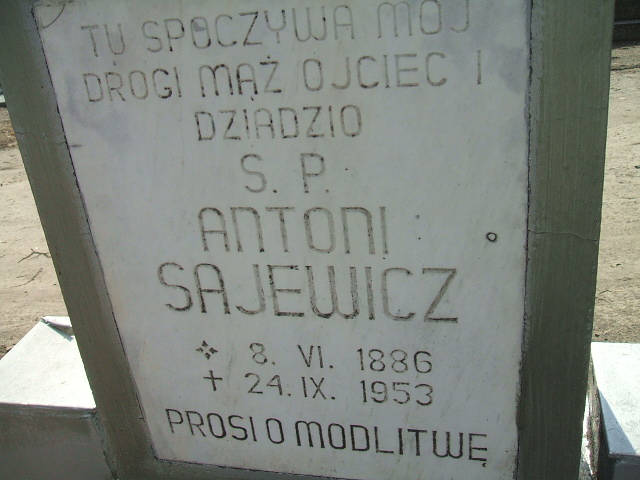 TU SPOCZYWA MÓJ
DROGI MĄŻ OJCIEC I
DZIADZIO
S. P.
ANTONI
SAJEWICZ
8. VI. 1886
24. IX. 1953
PROSI O MODLITWĘ